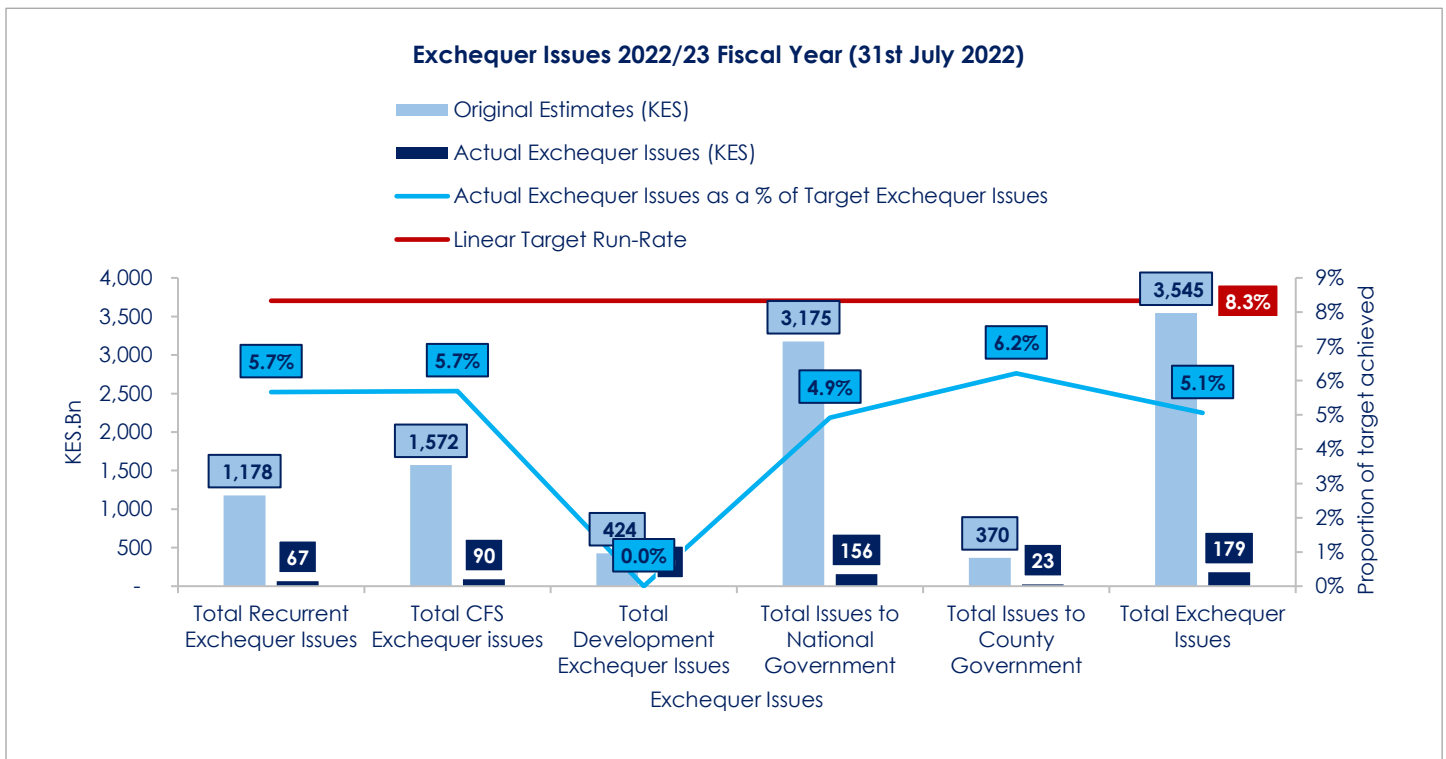 Exchequer Issues 2022/23 Fiscal Year (31st July 2022)
Original Estimates (KES)
Actual Exchequer Issues (KES)
Actual Exchequer Issues as a % of Target Exchequer Issues
Linear Target Run-Rate
KES.Bn
4,000
3,500
3,000
2,500
2,000
1,500
1,000
500
-
1,178
1,572
424
3,175
370
3,545
67
90
156
23
179
5.7%
5.7%
0.0%
4.9%
6.2%
5.1%
8.3%
9%
8%
7%
6%
5%
4%
3%
2%
1%
0%
Proportion of target achieved
Total Recurrent
Exchequer Issues
Total CFS
Exchequer issues
Total
Development
Exchequer Issues
Total Issues to
National
Government
Total Issues to
County
Government
Total Exchequer
Issues
Exchequer Issues